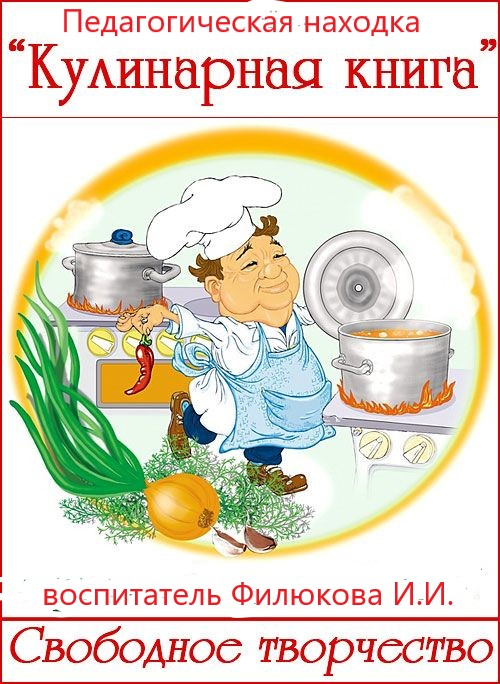 Педагогическая находка
“Кулинарная книга”
воспитатель Филюкова И.И.
Свободное творчество